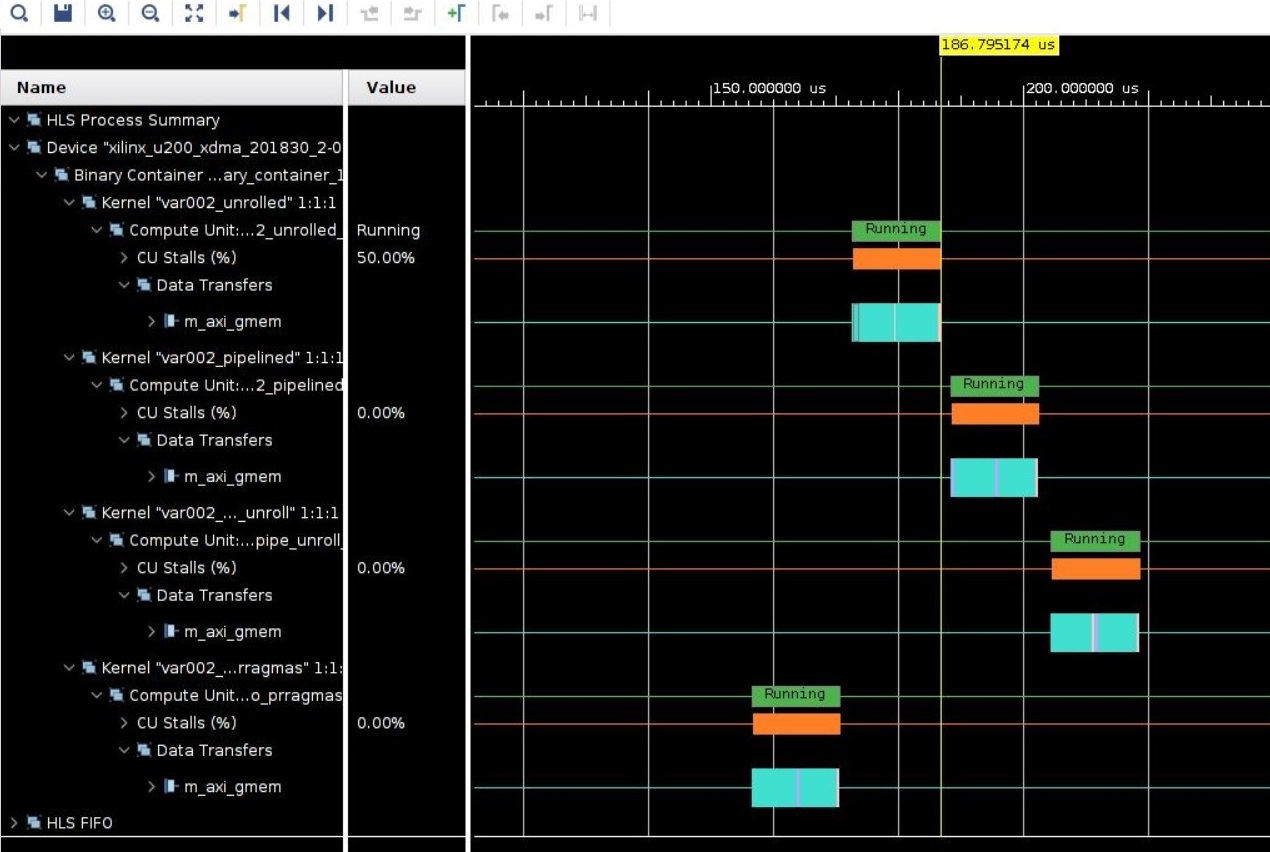 186.795174 us
Name Value 150.000000 us 200.000000 us
HLS Process Summary
Device "xilinx_u200_xdma_201830_2-0
Binary Container ...ary_container_1
Kernel "var002_unrolled" 1:1:1
Compute Unit:...2_unrolled_ Running Running
CU Stalls (%) 50.00%
Data Transfers
m_axi_gmem
Kernel "var002_pipelined" 1:1:1
Compute Unit:...2_pipelined Running
CU Stalls (%) 0.00%
Data Transfers
m_axi_gmem
Kernel "var002_..._unroll" 1:1:1
Compute Unit:...pipe_unroll_ Running
CU Stalls (%) 0.00%
Data Transfers
m_axi_gmem
Kernel "var002_...rragmas" 1:1:
Compute Unit...o_prragmas Running
CU Stalls (%) 0.00%
Data Transfers
m_axi_gmem
HLS FIFO